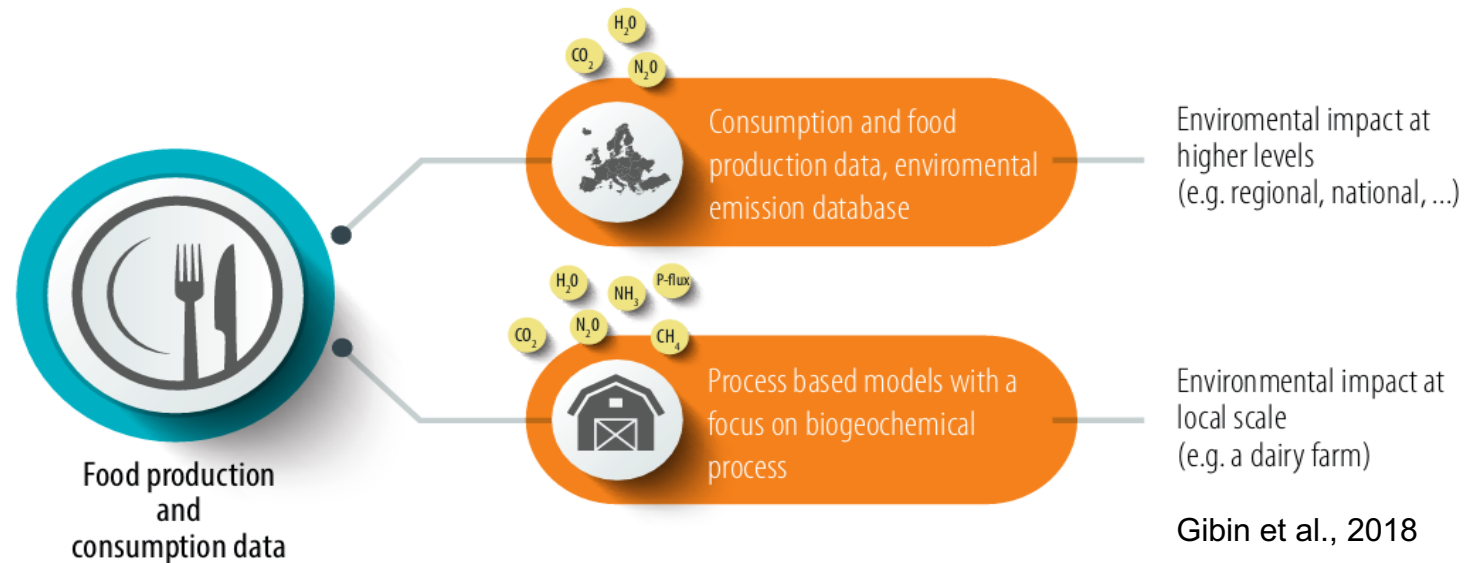 H₂O
CO₂
N₂O
Consumption and food
production data, enviromental
emission database
Enviromental impact at
higher levels
(e.g. regional, national, ...)
H₂O
NH₃
P-flux
CO₂
N₂O
CH₄
Process based models with a
focus on biogeochemical
process
Environmental impact at
local scale
(e.g. a dairy farm)
Food production
and
consumption data
Gibin et al., 2018